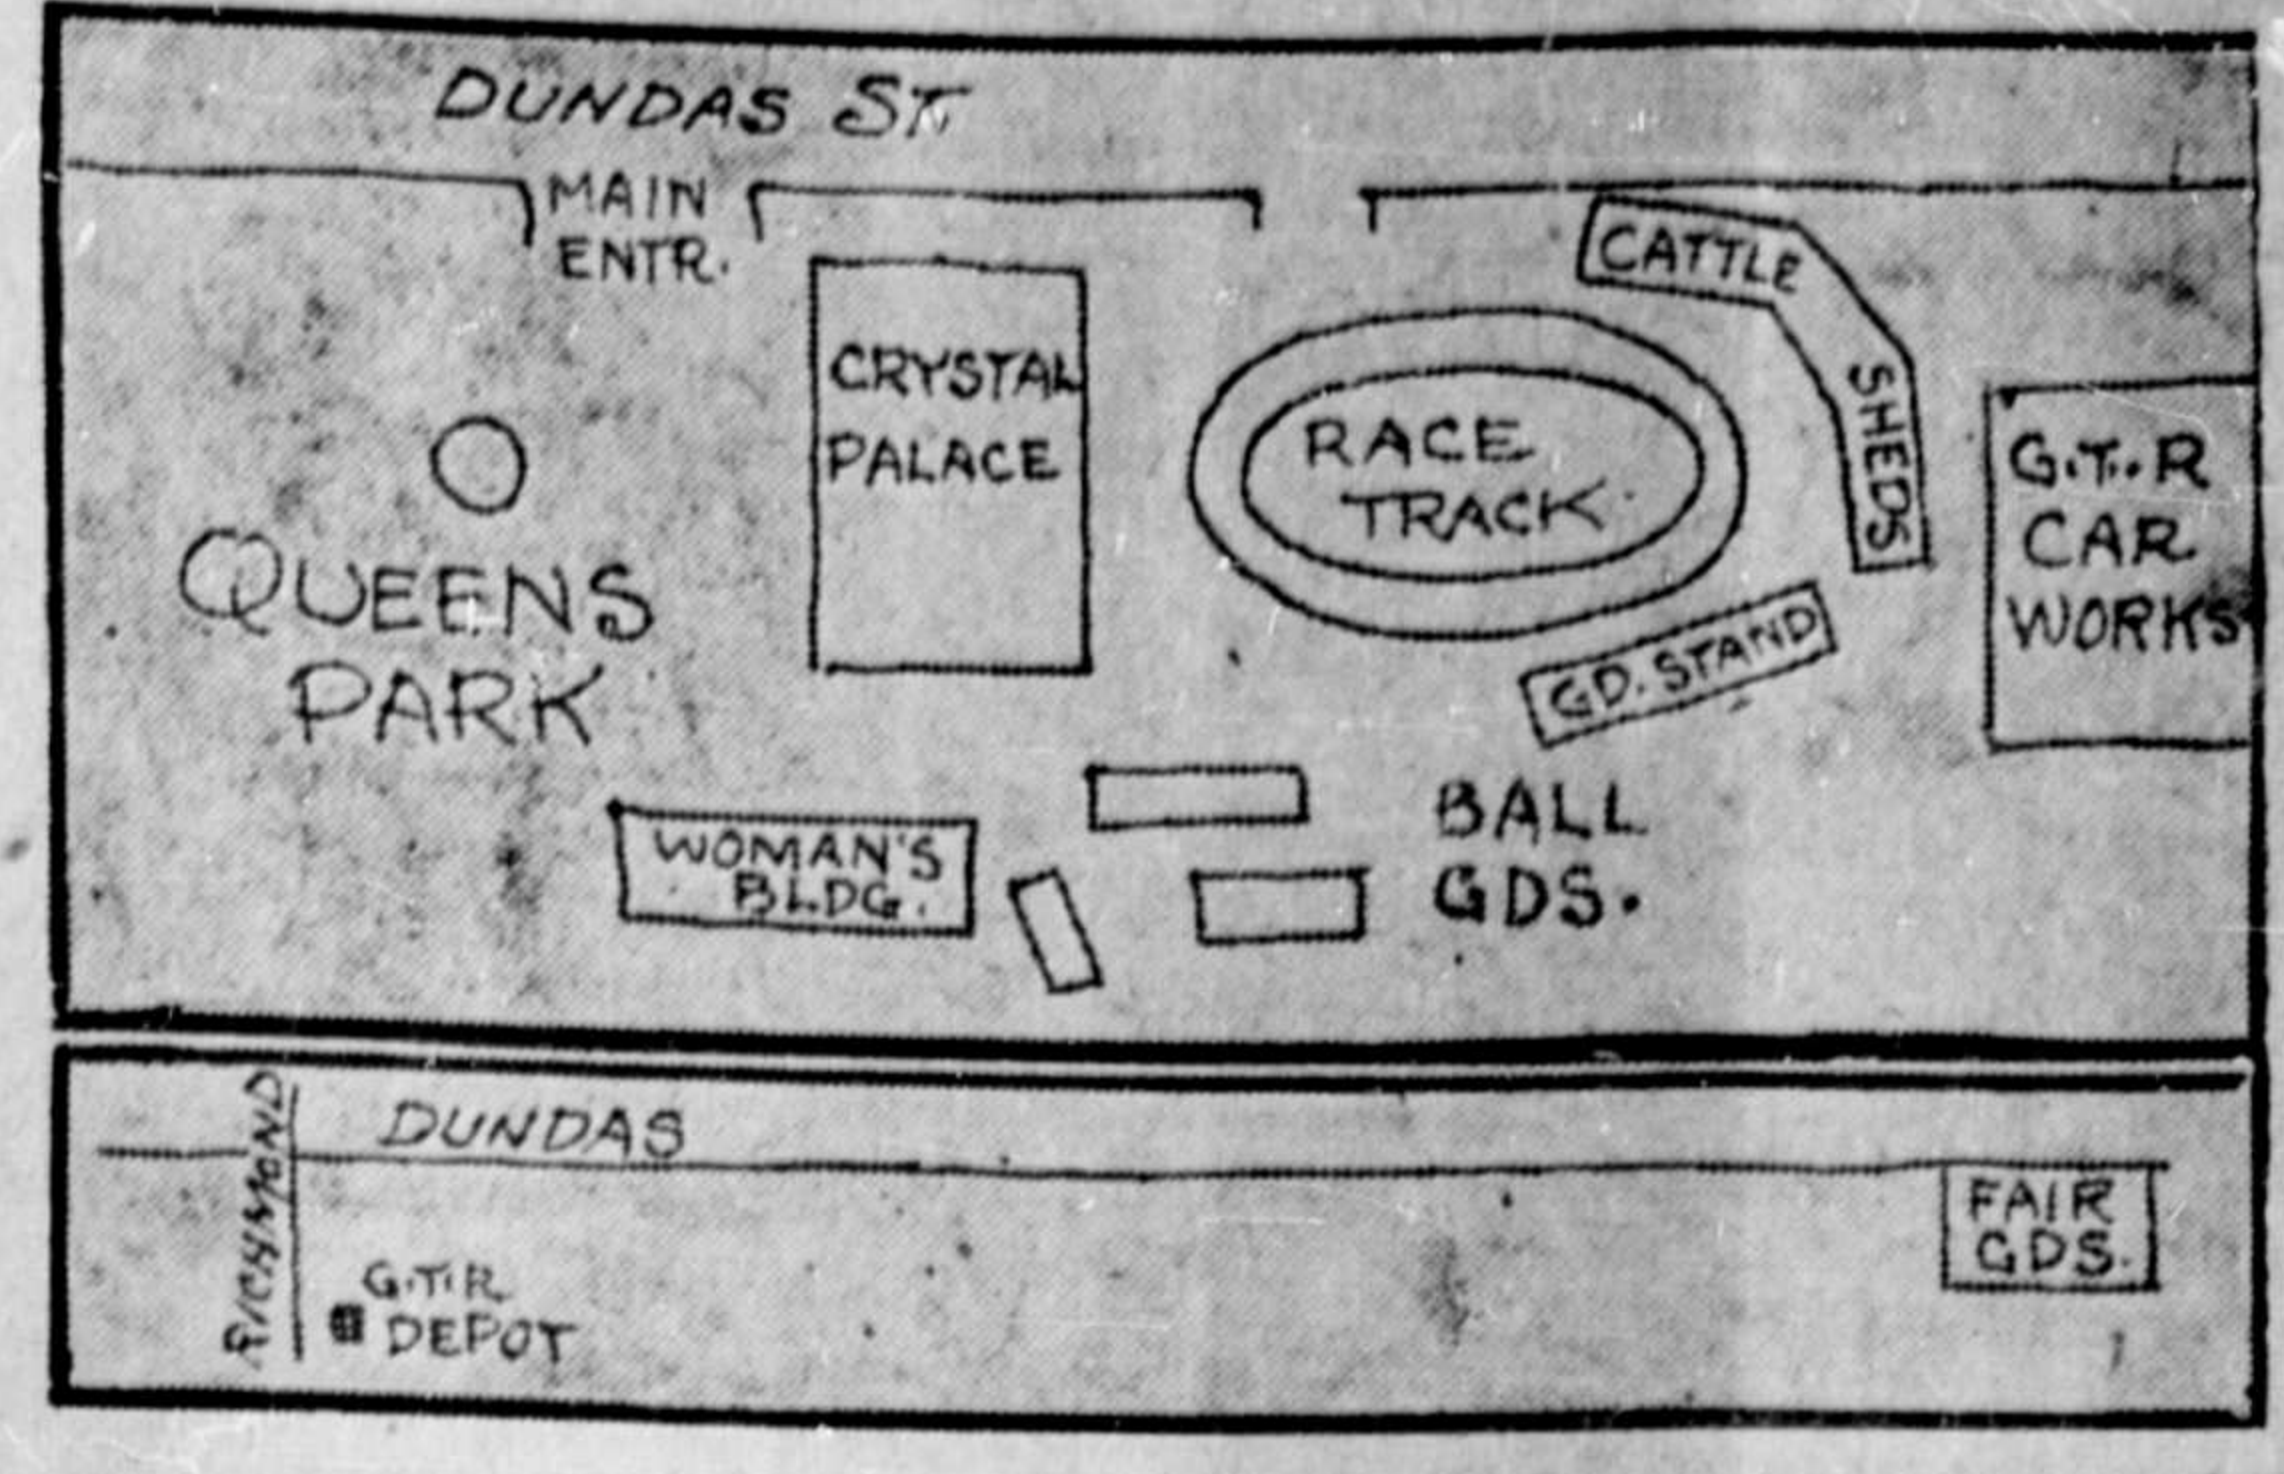 DUNDAS ST.
MAIN
ENTR.
CATTLE
SHEDS
CRYSTAL
PALACE
RACE
TRACK
G.T.R
CAR
WORKS
QUEENS
PARK
GD. STAND
BALL
GDS.
WOMAN'S
BLDG.
RICHMOND
DUNDAS
FAIR
GDS.
G.T.R
DEPOT